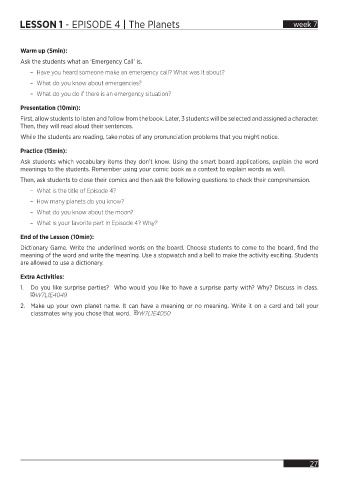 LESSON 1 - EPISODE 4 | The Planets
week 7
Warm up (5min):
Ask the students what an 'Emergency Call' is.
– Have you heard someone make an emergency call? What was it about?
– What do you know about emergencies?
– What do you do if there is an emergency situation?
Presentation (10min):
First, allow students to listen and follow from the book. Later, 3 students will be selected and assigned a character.
Then, they will read aloud their sentences.
While the students are reading, take notes of any pronunciation problems that you might notice.
Practice (15min):
Ask students which vocabulary items they don't know. Using the smart board applications, explain the word
meanings to the students. Remember using your comic book as a context to explain words as well.
Then, ask students to close their comics and then ask the following questions to check their comprehension.
– What is the title of Episode 4?
– How many planets do you know?
– What do you know about the moon?
– What is your favorite part in Episode 4? Why?
End of the Lesson (10min):
Dictionary Game. Write the underlined words on the board. Choose students to come to the board, find the
meaning of the word and write the meaning. Use a stopwatch and a bell to make the activity exciting. Students
are allowed to use a dictionary.
Extra Activities:
1. Do you like surprise parties? Who would you like to have a surprise party with? Why? Discuss in class.
W7L1E4049
2. Make up your own planet name. It can have a meaning or no meaning. Write it on a card and tell your
classmates why you chose that word. W7L1E4050
27